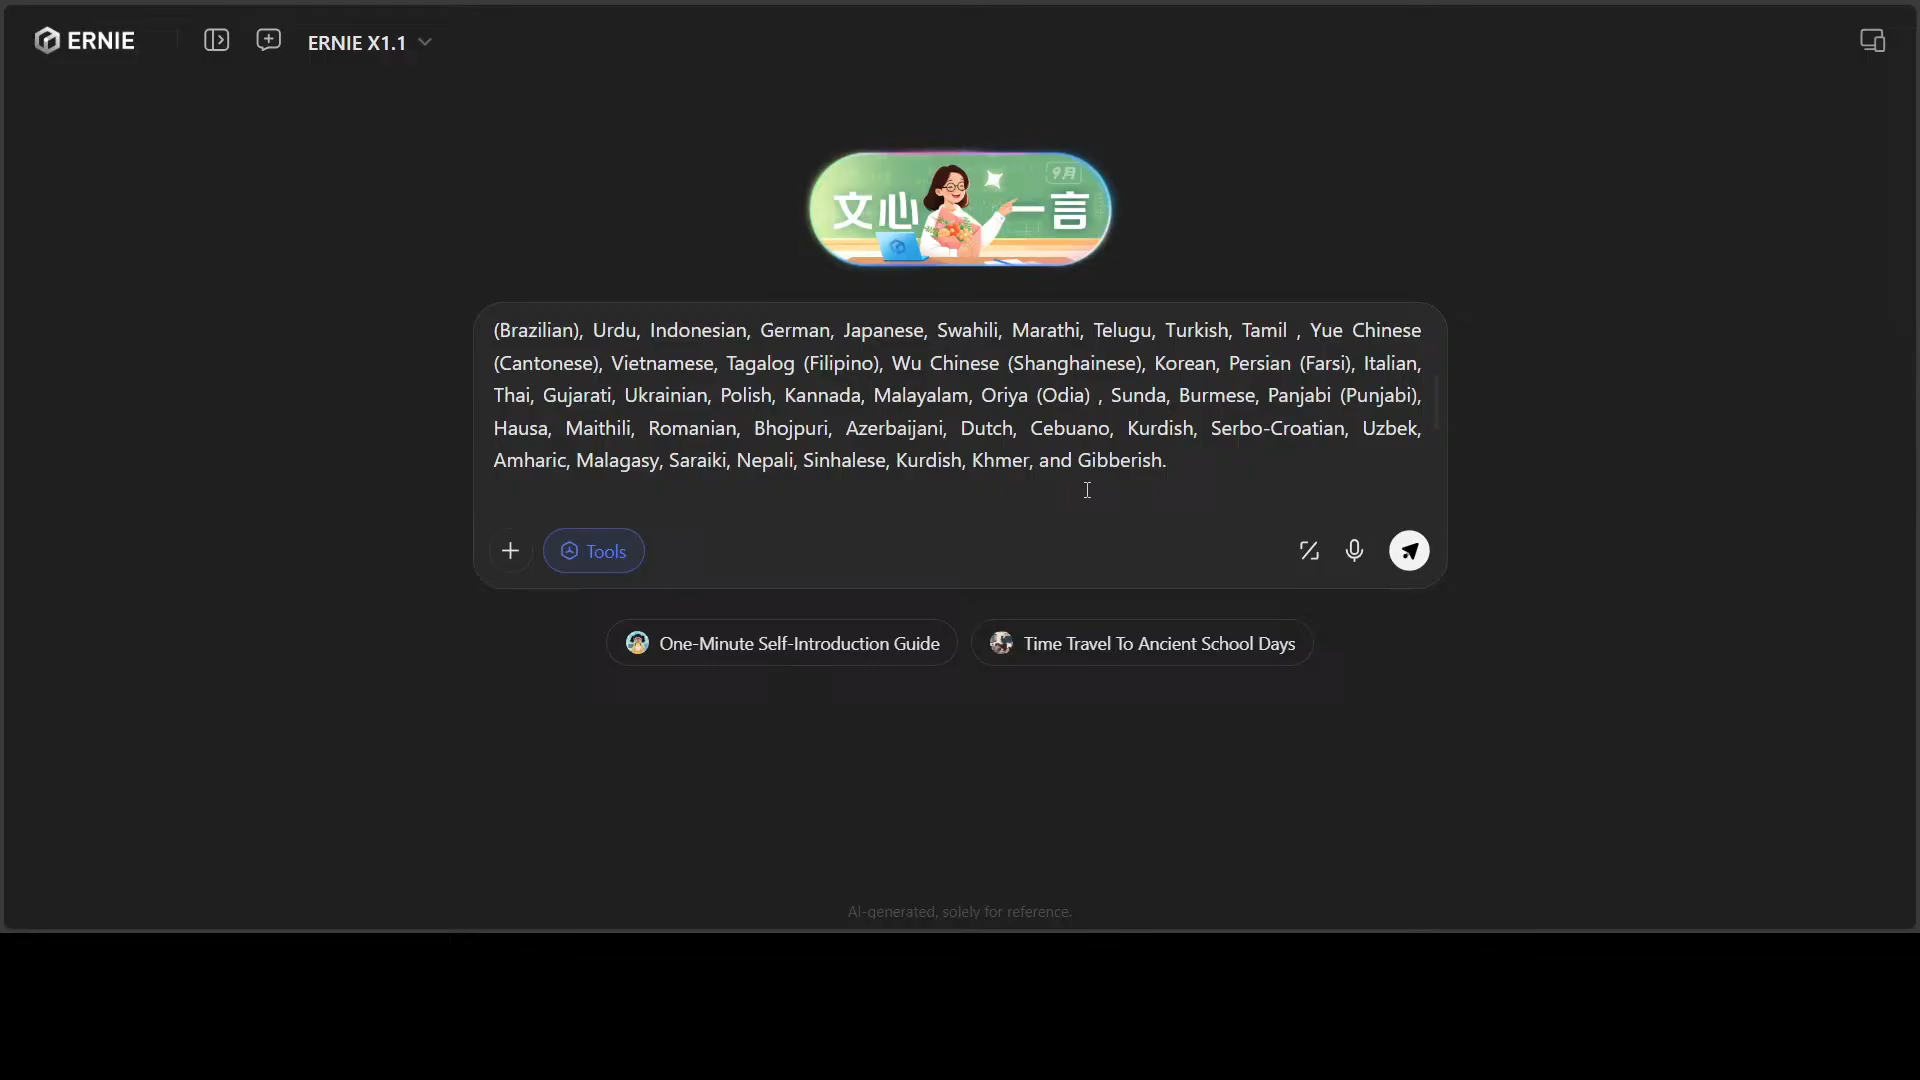 ERNIE
ERNIE X1.1
文心一言
9月
(Brazilian), Urdu, Indonesian, German, Japanese, Swahili, Marathi, Telugu, Turkish, Tamil , Yue Chinese
(Cantonese), Vietnamese, Tagalog (Filipino), Wu Chinese (Shanghainese), Korean, Persian (Farsi), Italian,
Thai, Gujarati, Ukrainian, Polish, Kannada, Malayalam, Oriya (Odia) , Sunda, Burmese, Panjabi (Punjabi),
Hausa, Maithili, Romanian, Bhojpuri, Azerbaijani, Dutch, Cebuano, Kurdish, Serbo-Croatian, Uzbek,
Amharic, Malagasy, Saraiki, Nepali, Sinhalese, Kurdish, Khmer, and Gibberish.
Tools
One-Minute Self-Introduction Guide
Time Travel To Ancient School Days
AI-generated, solely for reference.